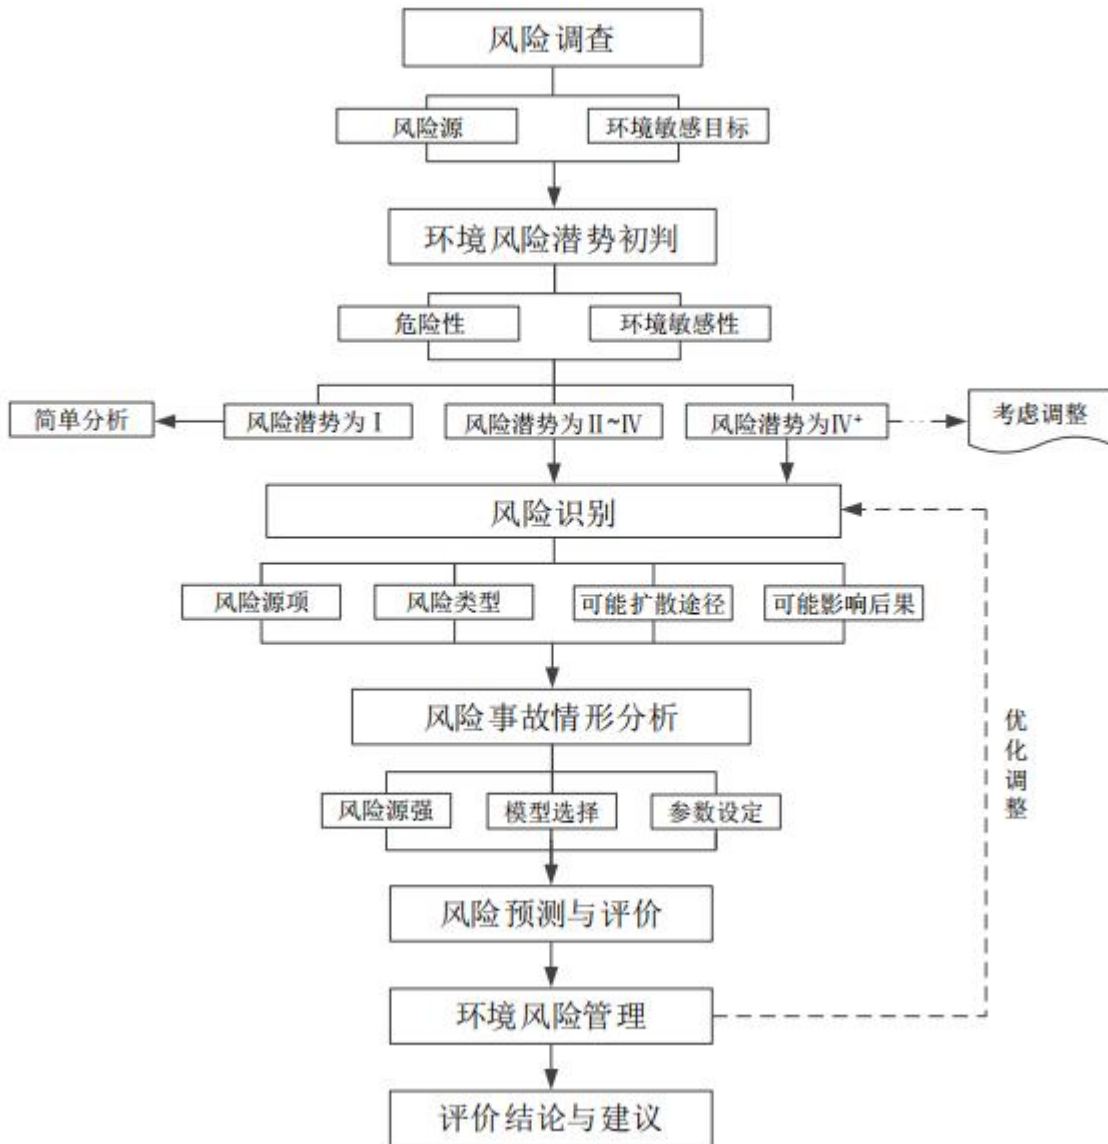 风险调查
风险源
环境敏感目标
环境风险潜势初判
危险性
环境敏感性
简单分析
风险潜势为Ⅰ
风险潜势为Ⅱ~Ⅳ
风险潜势为Ⅳ⁺
考虑调整
风险识别
风险源项
风险类型
可能扩散途径
可能影响后果
风险事故情形分析
优化调整
风险源强
模型选择
参数设定
风险预测与评价
环境风险管理
评价结论与建议